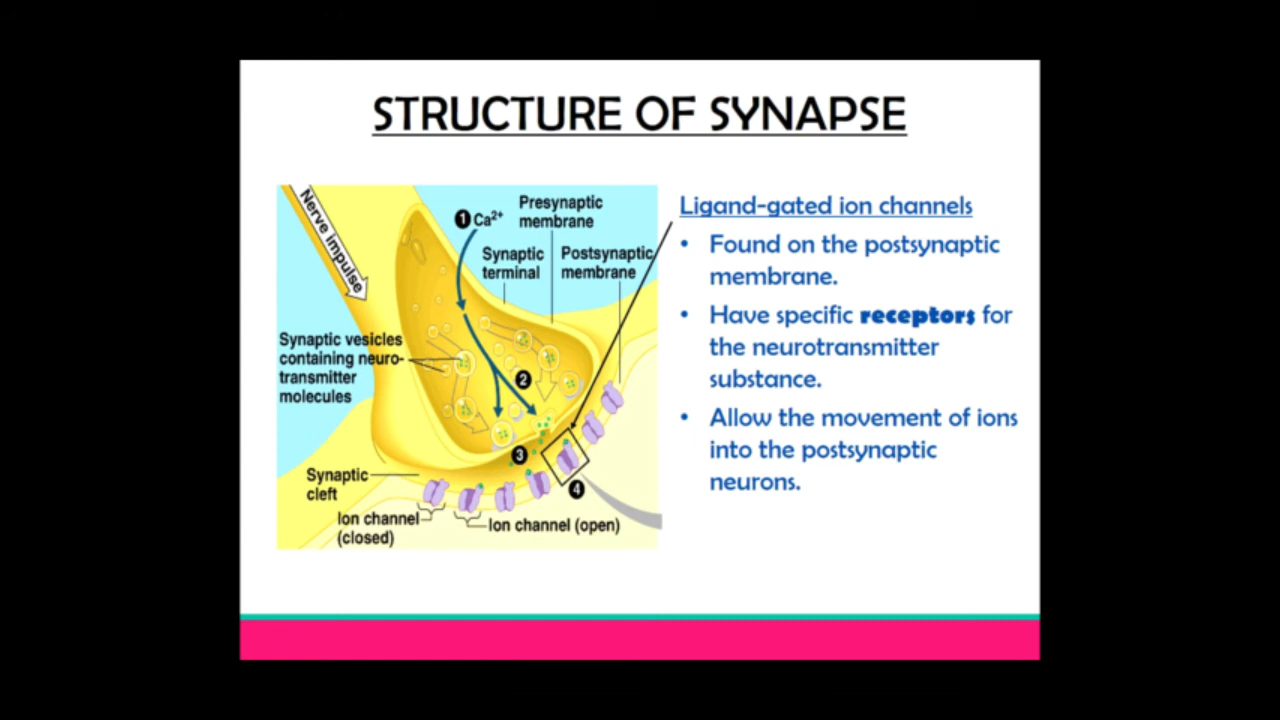 STRUCTURE OF SYNAPSE
Nerve impulse
1 Ca2+
Presynaptic
membrane
Synaptic
terminal
Postsynaptic
membrane
Synaptic vesicles
containing neuro-
transmitter
molecules
2
3
4
Synaptic
cleft
Ion channel
(closed)
Ion channel (open)
Ligand-gated ion channels
• Found on the postsynaptic
membrane.
• Have specific receptors for
the neurotransmitter
substance.
• Allow the movement of ions
into the postsynaptic
neurons.